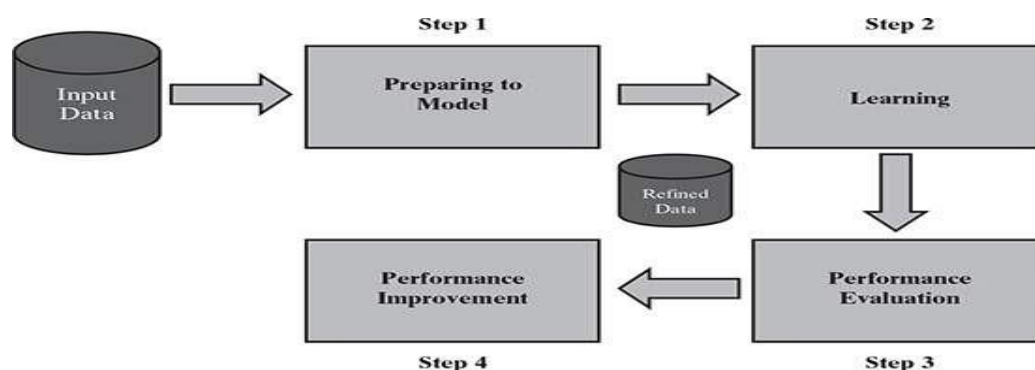 Step 1
Step 2
Input
Data
Preparing to
Model
Learning
Refined
Data
Performance
Improvement
Performance
Evaluation
Step 4
Step 3